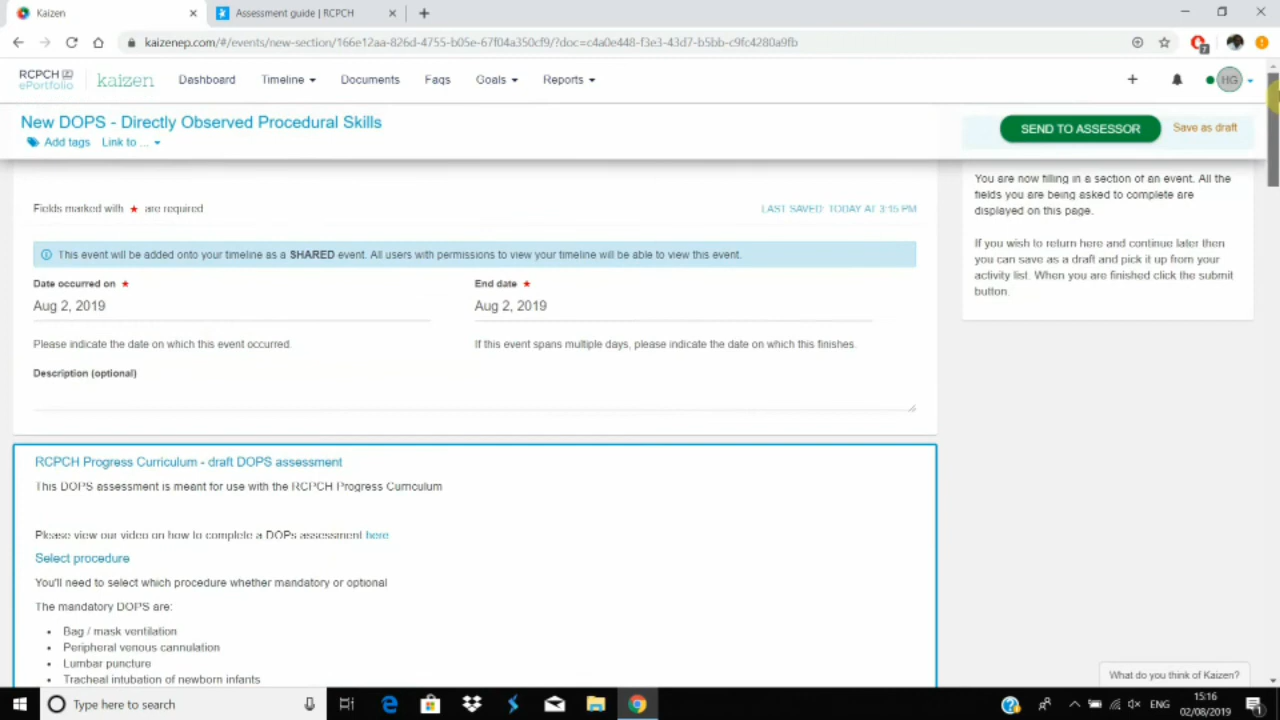 Kaizen
Assessment guide | RCPCH
kaizenep.com/#/events/new-section/166e12aa-826d-4755-b05e-67f04a350cf9/?doc=c4a0e448-f3e3-43d7-b5bb-c9fc4280a9fb
7
RCPCH
ePortfolio
kaizen
Dashboard
Timeline
Documents
Faqs
Goals
Reports
HG
New DOPS - Directly Observed Procedural Skills
SEND TO ASSESSOR
Save as draft
Add tags
Link to ...
You are now filling in a section of an event. All the
fields you are being asked to complete are
displayed on this page.
If you wish to return here and continue later then
you can save as a draft and pick it up from your
activity list. When you are finished click the submit
button.
Fields marked with ★ are required
LAST SAVED: TODAY AT 3:15 PM
This event will be added onto your timeline as a SHARED event. All users with permissions to view your timeline will be able to view this event.
Date occurred on ★
End date ★
Aug 2, 2019
Aug 2, 2019
Please indicate the date on which this event occurred.
If this event spans multiple days, please indicate the date on which this finishes.
Description (optional)
RCPCH Progress Curriculum - draft DOPS assessment
This DOPS assessment is meant for use with the RCPCH Progress Curriculum
Please view our video on how to complete a DOPs assessment here
Select procedure
You'll need to select which procedure whether mandatory or optional
The mandatory DOPS are:
• Bag / mask ventilation
• Peripheral venous cannulation
• Lumbar puncture
• Tracheal intubation of newborn infants
What do you think of Kaizen?
Type here to search
ENG
15:16
02/08/2019
1